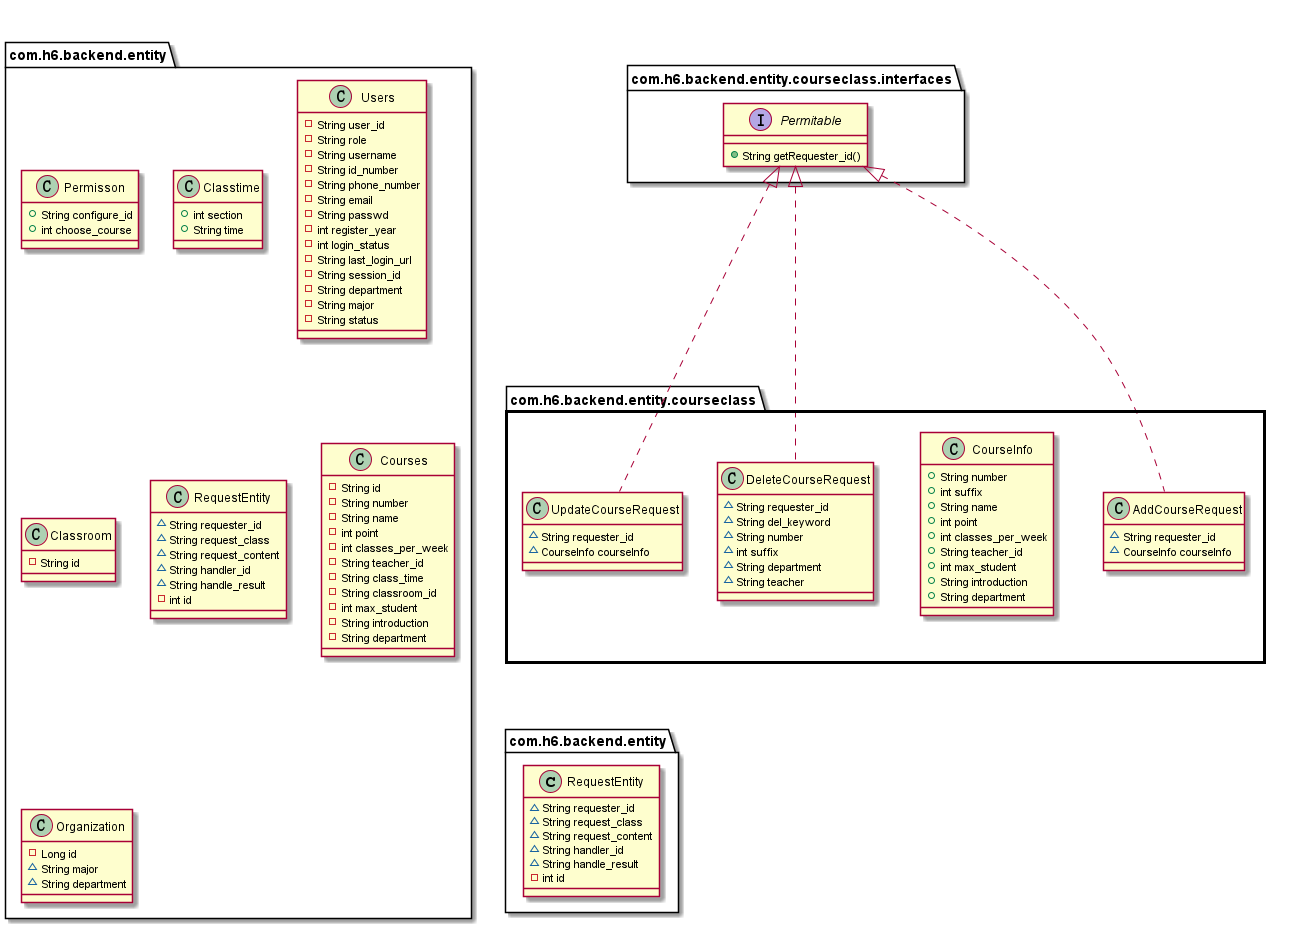 com.h6.backend.entity
C Users
String user_id
String role
String username
String id_number
String phone_number
String email
String passwd
int register_year
int login_status
String last_login_url
String session_id
String department
String major
String status
C Permisson
String configure_id
int choose_course
C Classtime
int section
String time
C Classroom
String id
C RequestEntity
String requester_id
String request_class
String request_content
String handler_id
String handle_result
int id
C Courses
String id
String number
String name
int point
int classes_per_week
String teacher_id
String class_time
String classroom_id
int max_student
String introduction
String department
C Organization
Long id
String major
String department
com.h6.backend.entity.courseclass.interfaces
I Permitable
String getRequester_id()
com.h6.backend.entity.courseclass
C UpdateCourseRequest
String requester_id
CourseInfo courseInfo
C DeleteCourseRequest
String requester_id
String del_keyword
String number
int suffix
String department
String teacher
C CourseInfo
String number
int suffix
String name
int point
int classes_per_week
String teacher_id
int max_student
String introduction
String department
C AddCourseRequest
String requester_id
CourseInfo courseInfo
com.h6.backend.entity
C RequestEntity
String requester_id
String request_class
String request_content
String handler_id
String handle_result
int id